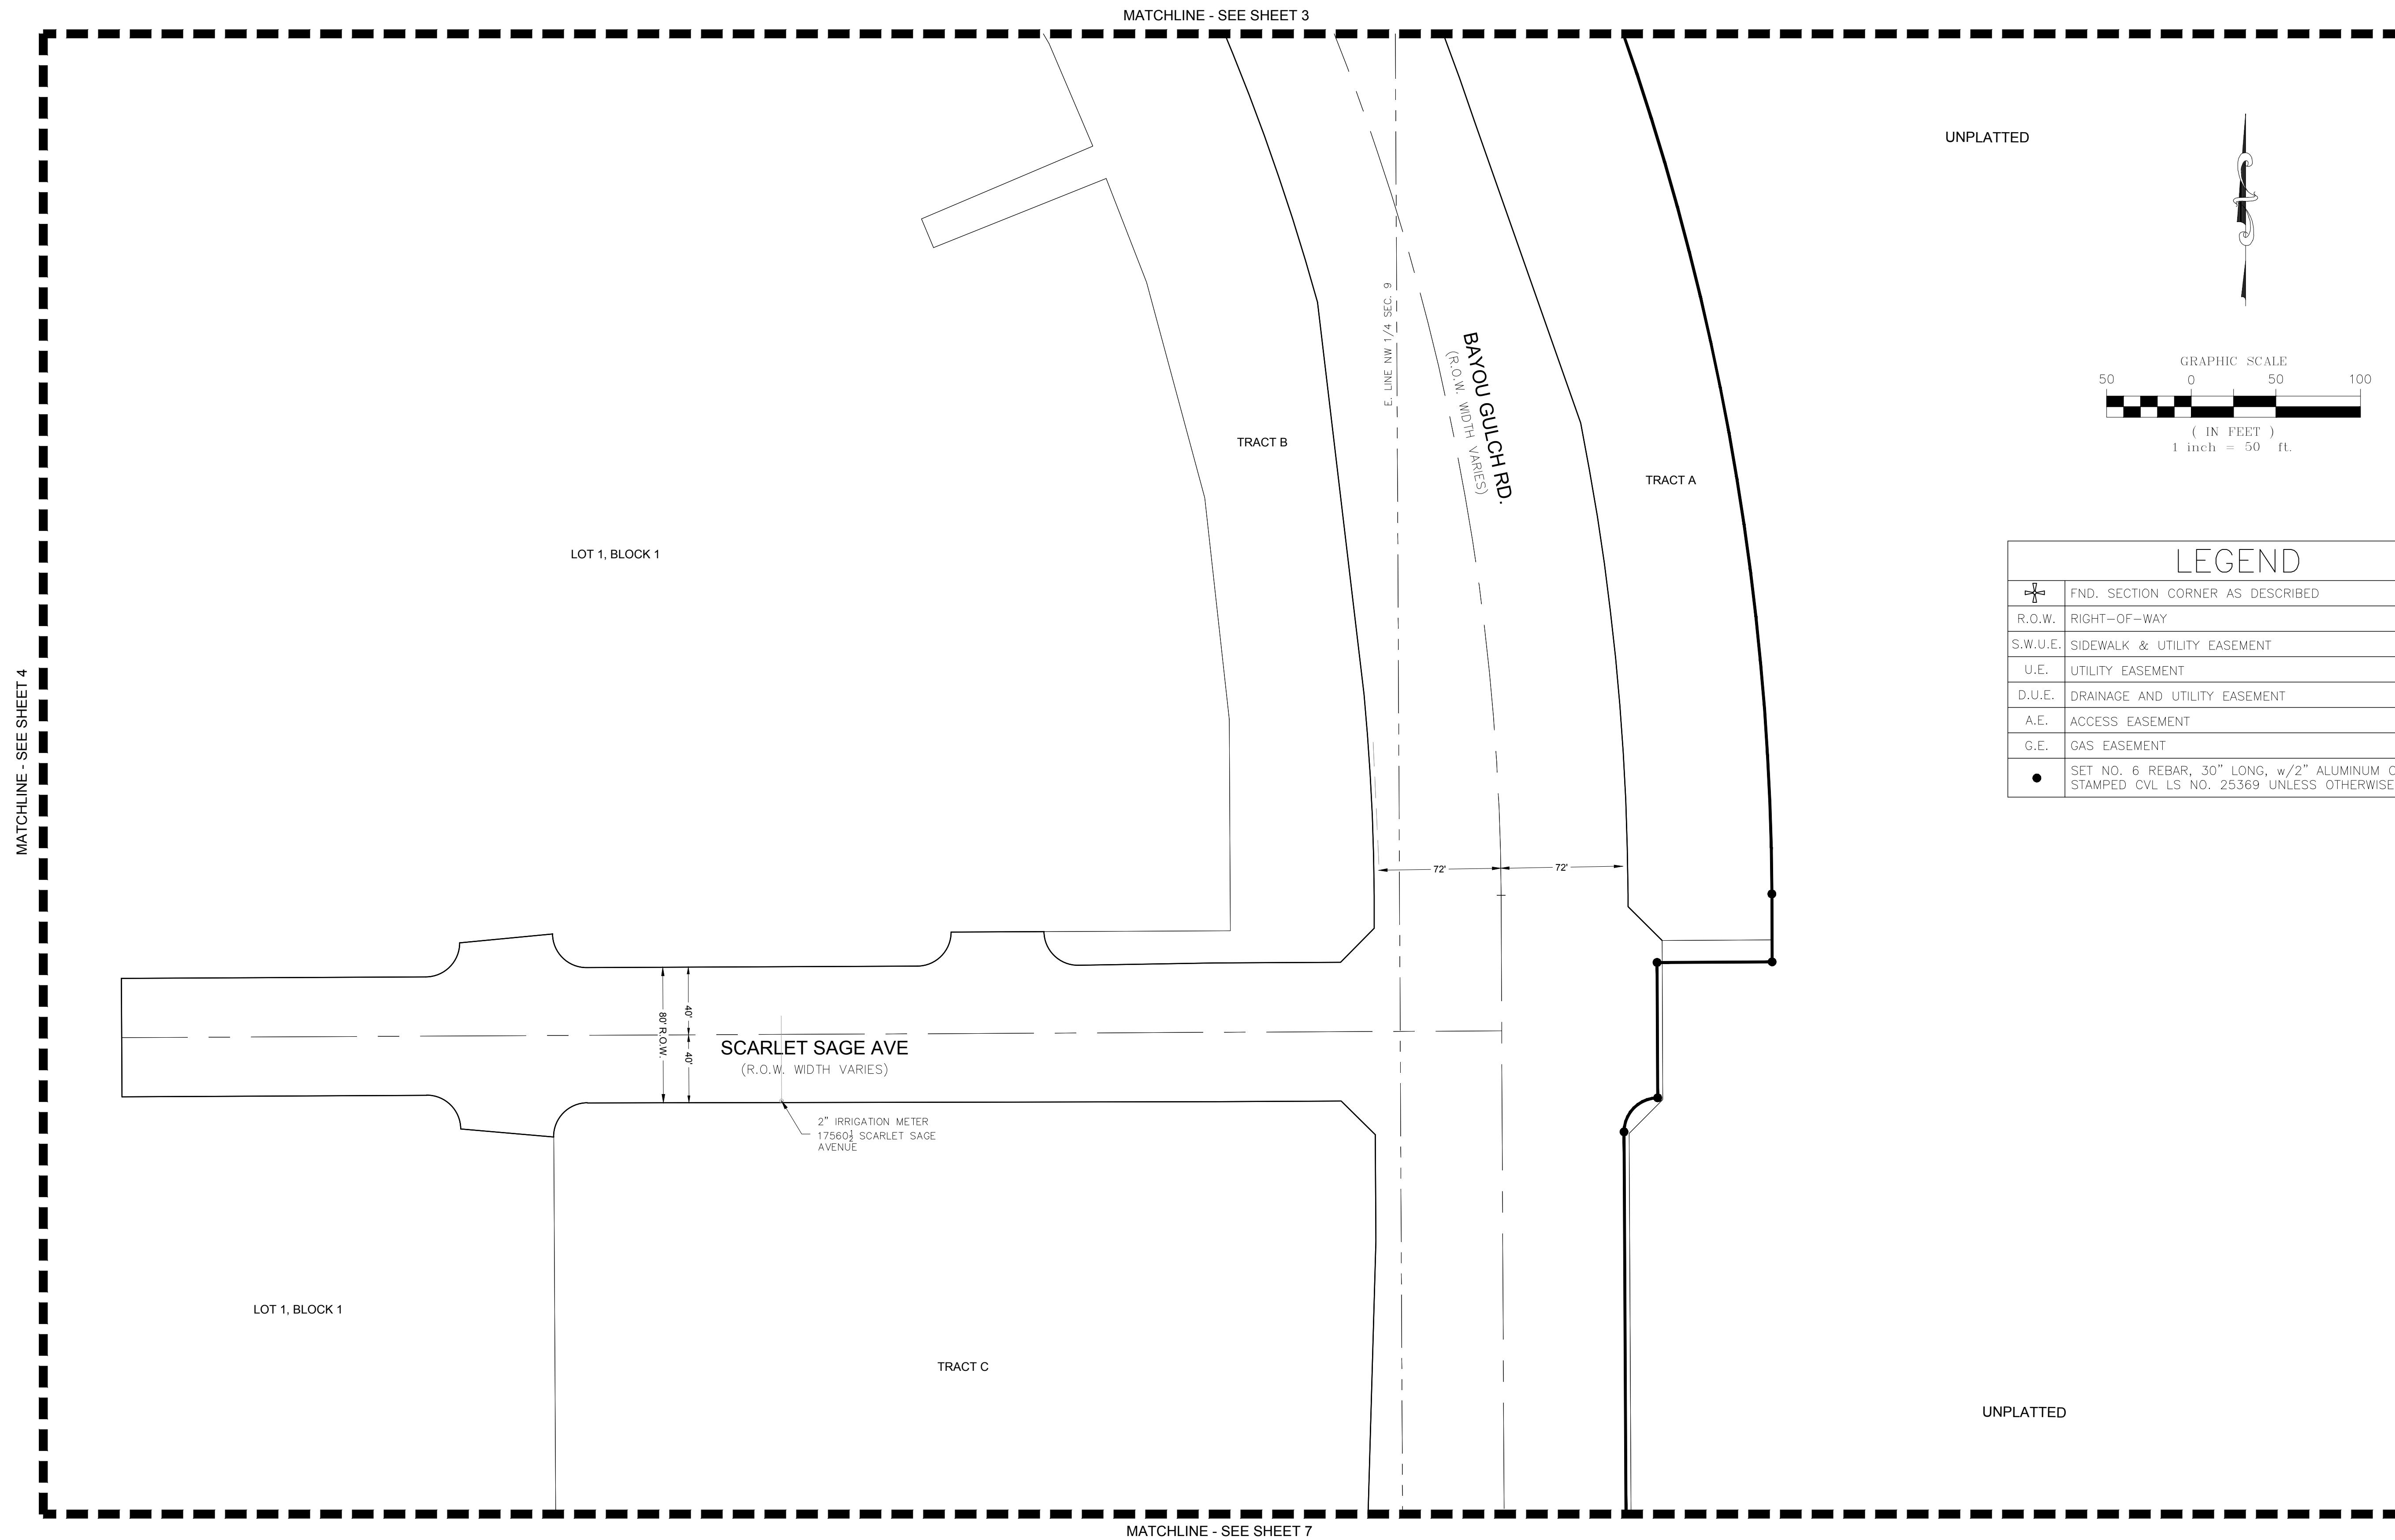 MATCHLINE - SEE SHEET 3
UNPLATTED
GRAPHIC SCALE
50 0 50 100
( IN FEET )
1 inch = 50 ft.
E. LINE NW 1/4 SEC. 9
BAYOU GULCH RD.
(R.O.W. WIDTH VARIES)
TRACT B
TRACT A
LOT 1, BLOCK 1
LEGEND
FND. SECTION CORNER AS DESCRIBED
R.O.W. RIGHT-OF-WAY
S.W.U.E. SIDEWALK & UTILITY EASEMENT
U.E. UTILITY EASEMENT
D.U.E. DRAINAGE AND UTILITY EASEMENT
A.E. ACCESS EASEMENT
G.E. GAS EASEMENT
SET NO. 6 REBAR, 30" LONG, w/2" ALUMINUM
STAMPED CVL LS NO. 25369 UNLESS OTHERWISE
MATCHLINE - SEE SHEET 4
72'
72'
80' R.O.W.
40'
40'
SCARLET SAGE AVE
(R.O.W. WIDTH VARIES)
2" IRRIGATION METER
17560½ SCARLET SAGE
AVENUE
LOT 1, BLOCK 1
TRACT C
UNPLATTED
MATCHLINE - SEE SHEET 7